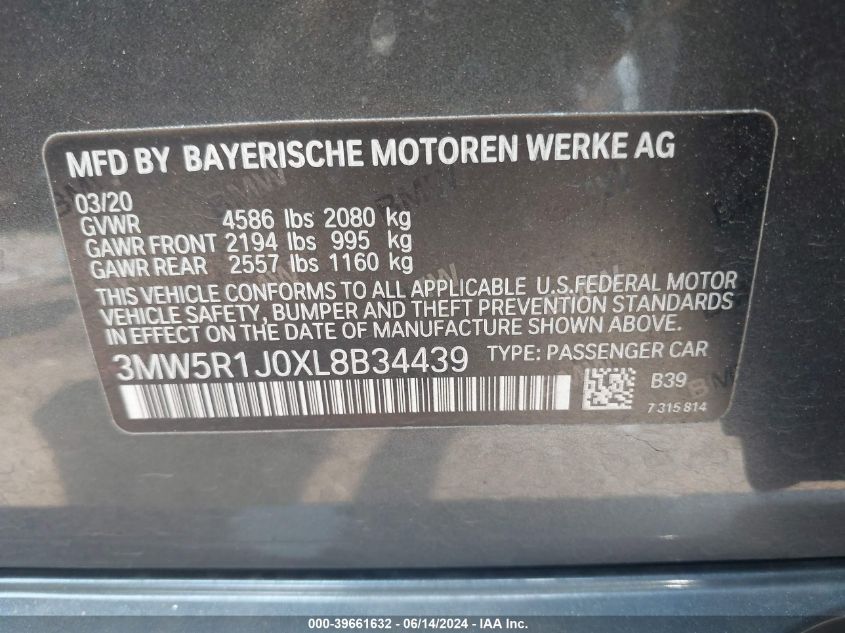 MFD BY BAYERISCHE MOTOREN WERKE AG
03/20
GVWR 4586 lbs 2080 kg
GAWR FRONT 2194 lbs 995 kg
GAWR REAR 2557 lbs 1160 kg
THIS VEHICLE CONFORMS TO ALL APPLICABLE U.S.FEDERAL MOTOR
VEHICLE SAFETY, BUMPER AND THEFT PREVENTION STANDARDS
IN EFFECT ON THE DATE OF MANUFACTURE SHOWN ABOVE.
3MW5R1J0XL8B34439 TYPE: PASSENGER CAR
B39
7 315 814
000-39661632 - 06/14/2024 - IAA Inc.